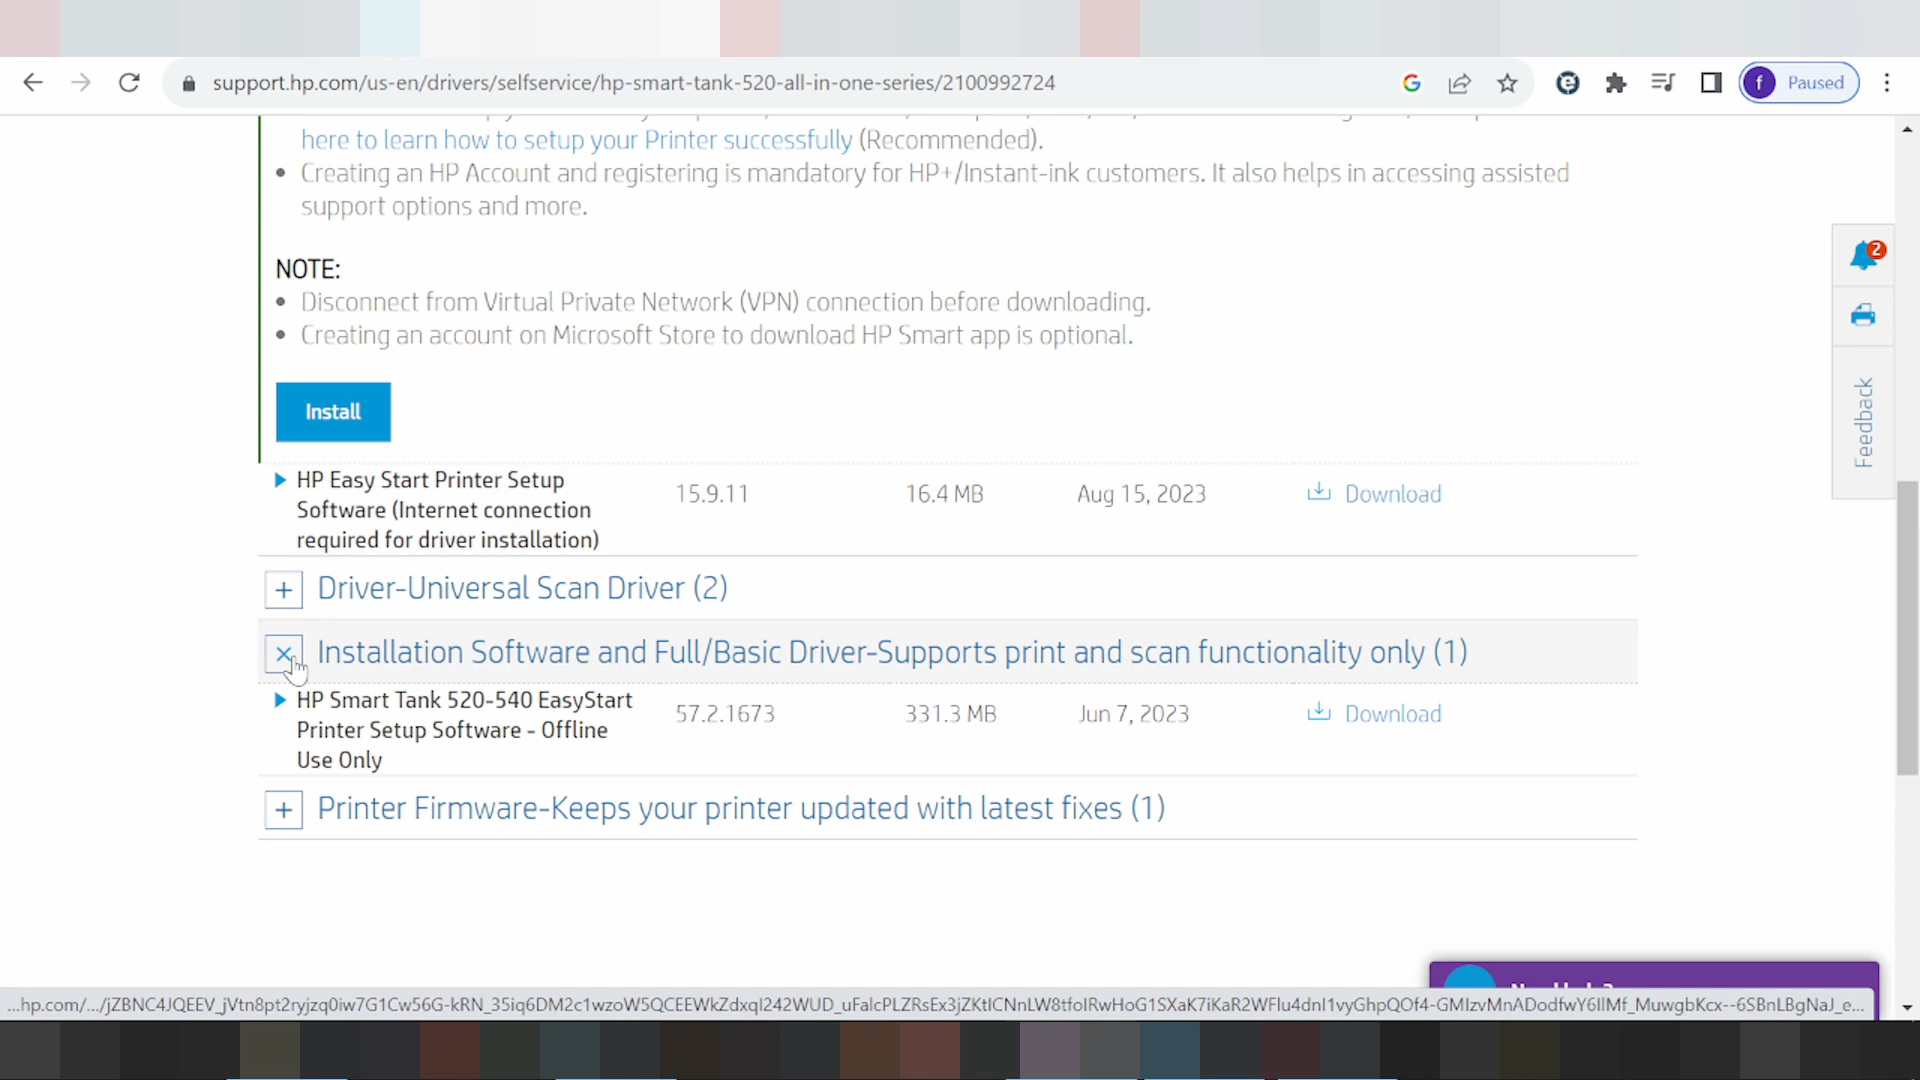 support.hp.com/us-en/drivers/selfservice/hp-smart-tank-520-all-in-one-series/2100992724
f Paused
here to learn how to setup your Printer successfully (Recommended).
Creating an HP Account and registering is mandatory for HP+/Instant-ink customers. It also helps in accessing assisted
support options and more.
NOTE:
Disconnect from Virtual Private Network (VPN) connection before downloading.
Creating an account on Microsoft Store to download HP Smart app is optional.
2
Feedback
Install
HP Easy Start Printer Setup
Software (Internet connection
required for driver installation)
15.9.11 16.4 MB Aug 15, 2023 Download
Driver-Universal Scan Driver (2)
Installation Software and Full/Basic Driver-Supports print and scan functionality only (1)
HP Smart Tank 520-540 EasyStart
Printer Setup Software - Offline
Use Only
57.2.1673 331.3 MB Jun 7, 2023 Download
Printer Firmware-Keeps your printer updated with latest fixes (1)